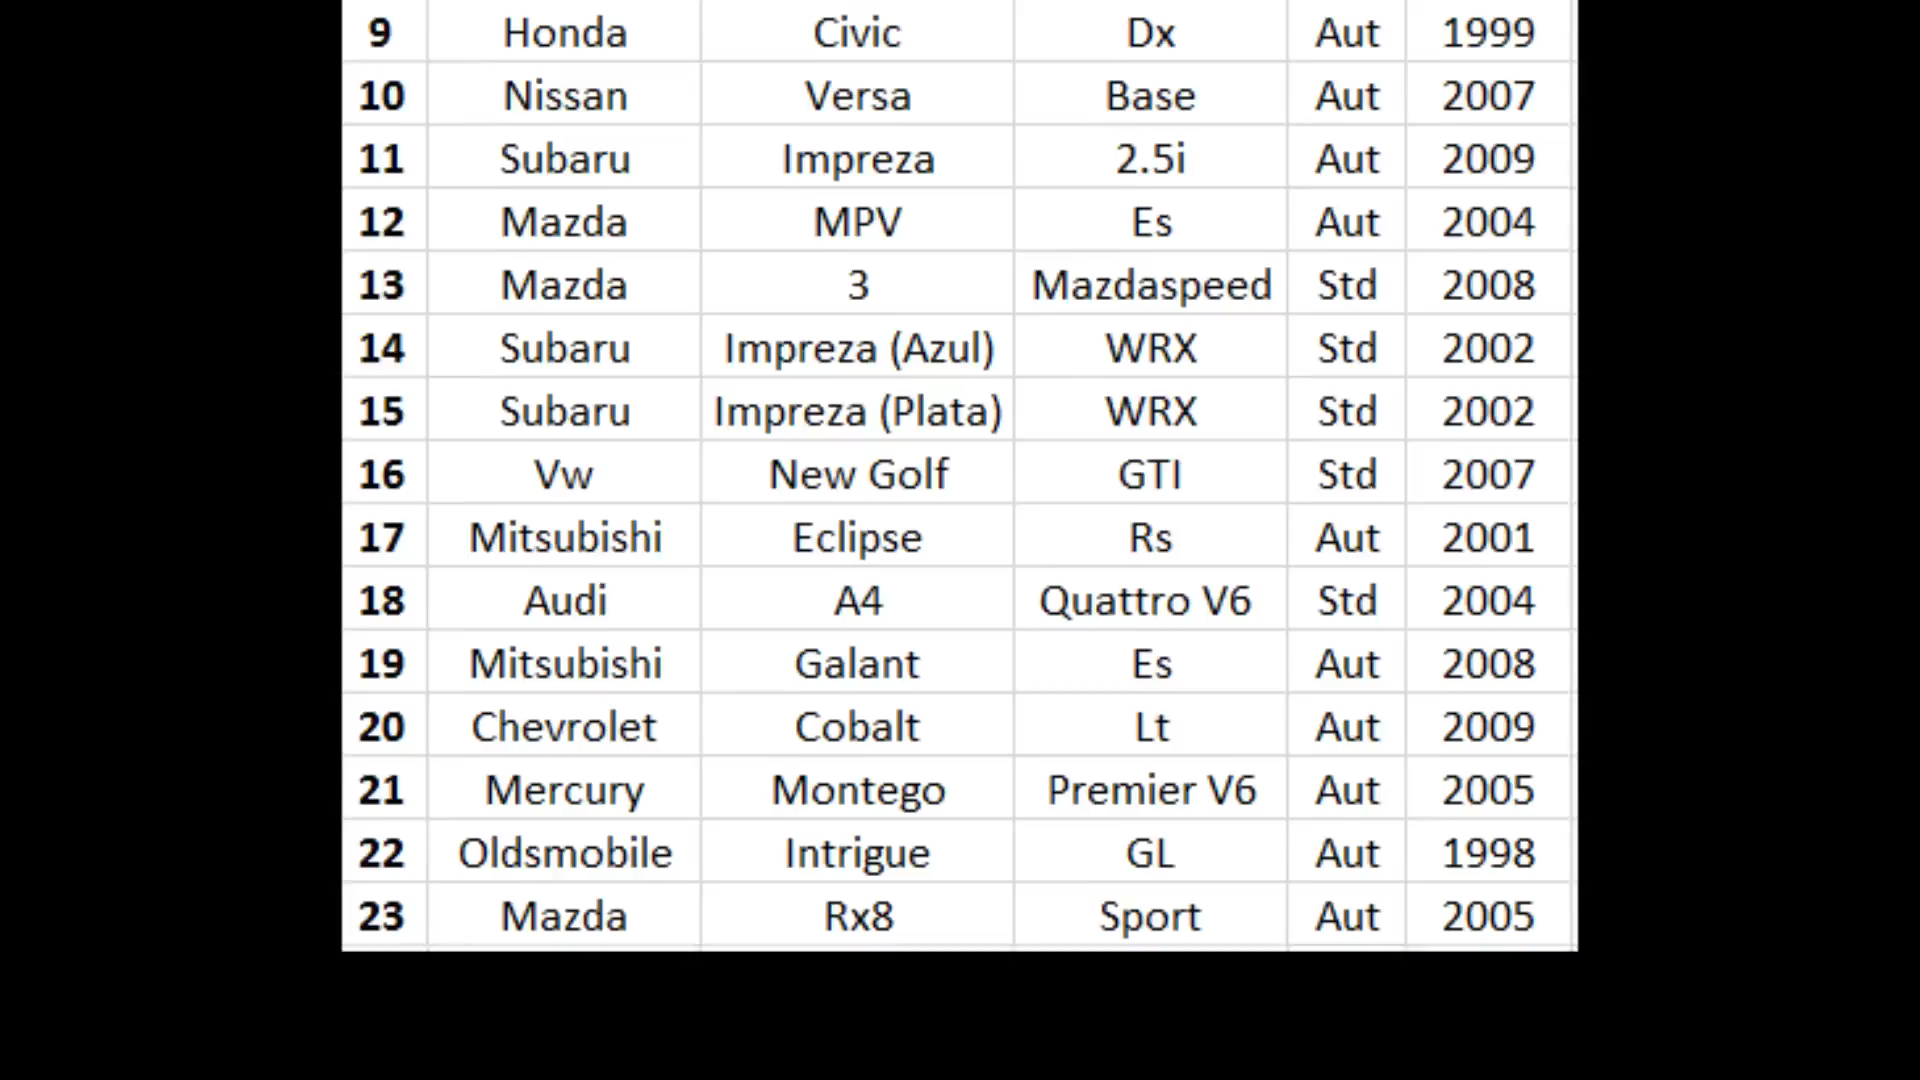 9 Honda Civic Dx Aut 1999
10 Nissan Versa Base Aut 2007
11 Subaru Impreza 2.5i Aut 2009
12 Mazda MPV Es Aut 2004
13 Mazda 3 Mazdaspeed Std 2008
14 Subaru Impreza (Azul) WRX Std 2002
15 Subaru Impreza (Plata) WRX Std 2002
16 Vw New Golf GTI Std 2007
17 Mitsubishi Eclipse Rs Aut 2001
18 Audi A4 Quattro V6 Std 2004
19 Mitsubishi Galant Es Aut 2008
20 Chevrolet Cobalt Lt Aut 2009
21 Mercury Montego Premier V6 Aut 2005
22 Oldsmobile Intrigue GL Aut 1998
23 Mazda Rx8 Sport Aut 2005